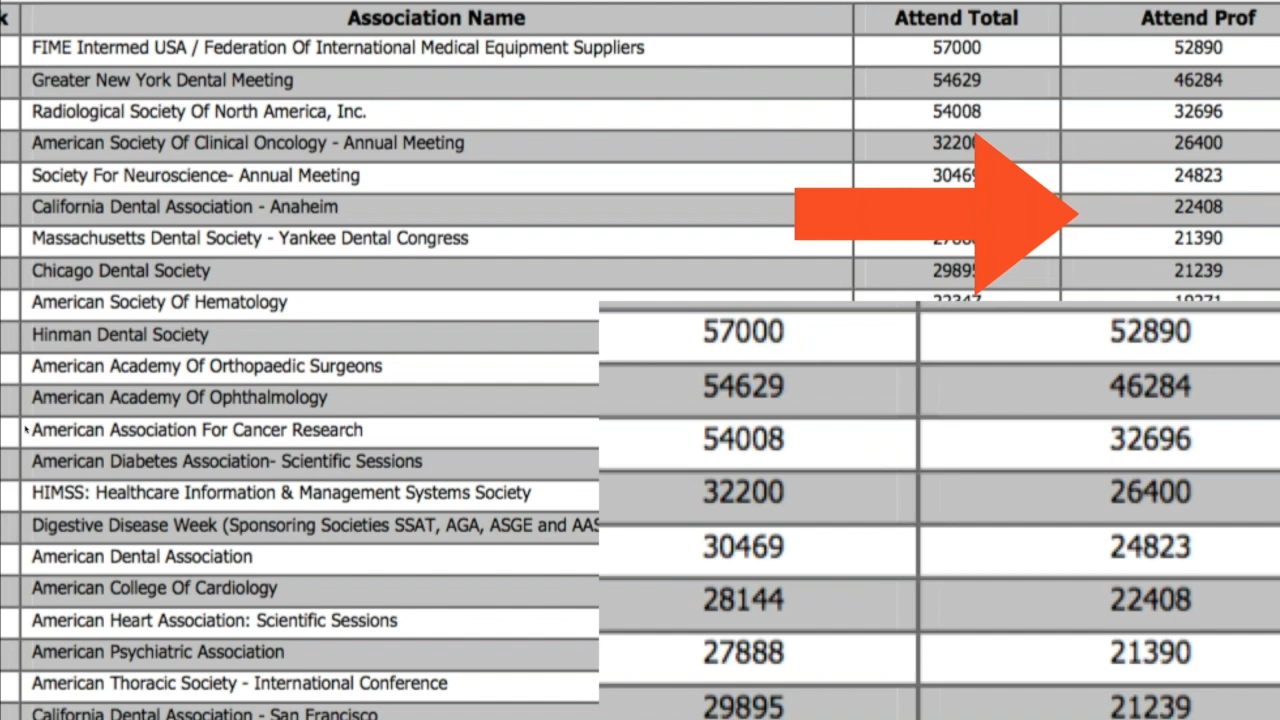 k Association Name Attend Total Attend Prof
FIME Intermed USA / Federation Of International Medical Equipment Suppliers 57000 52890
Greater New York Dental Meeting 54629 46284
Radiological Society Of North America, Inc. 54008 32696
American Society Of Clinical Oncology - Annual Meeting 32200 26400
Society For Neuroscience- Annual Meeting 30469 24823
California Dental Association - Anaheim 22408
Massachusetts Dental Society - Yankee Dental Congress 21390
Chicago Dental Society 29895 21239
American Society Of Hematology
Hinman Dental Society
American Academy Of Orthopaedic Surgeons
American Academy Of Ophthalmology
American Association For Cancer Research
American Diabetes Association- Scientific Sessions
HIMSS: Healthcare Information & Management Systems Society
Digestive Disease Week (Sponsoring Societies SSAT, AGA, ASGE and AAS
American Dental Association
American College Of Cardiology
American Heart Association: Scientific Sessions
American Psychiatric Association
American Thoracic Society - International Conference
California Dental Association - San Francisco
57000 52890
54629 46284
54008 32696
32200 26400
30469 24823
28144 22408
27888 21390
29895 21239